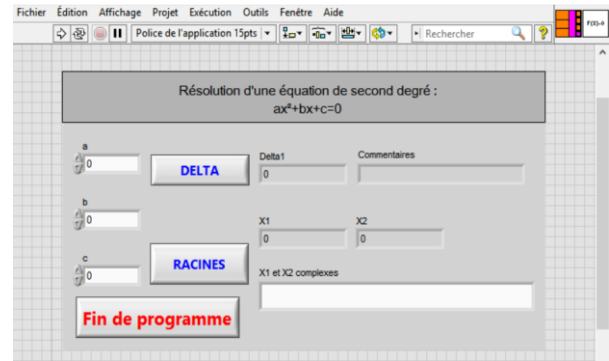 Fichier Édition Affichage Projet Exécution Outils Fenêtre Aide
Police de l'application 15pts Rechercher ? F(X)=0
Résolution d'une équation de second degré :
ax²+bx+c=0
a
0
DELTA
Delta1
0
Commentaires
b
0
X1
0
X2
0
c
0
RACINES
X1 et X2 complexes
Fin de programme